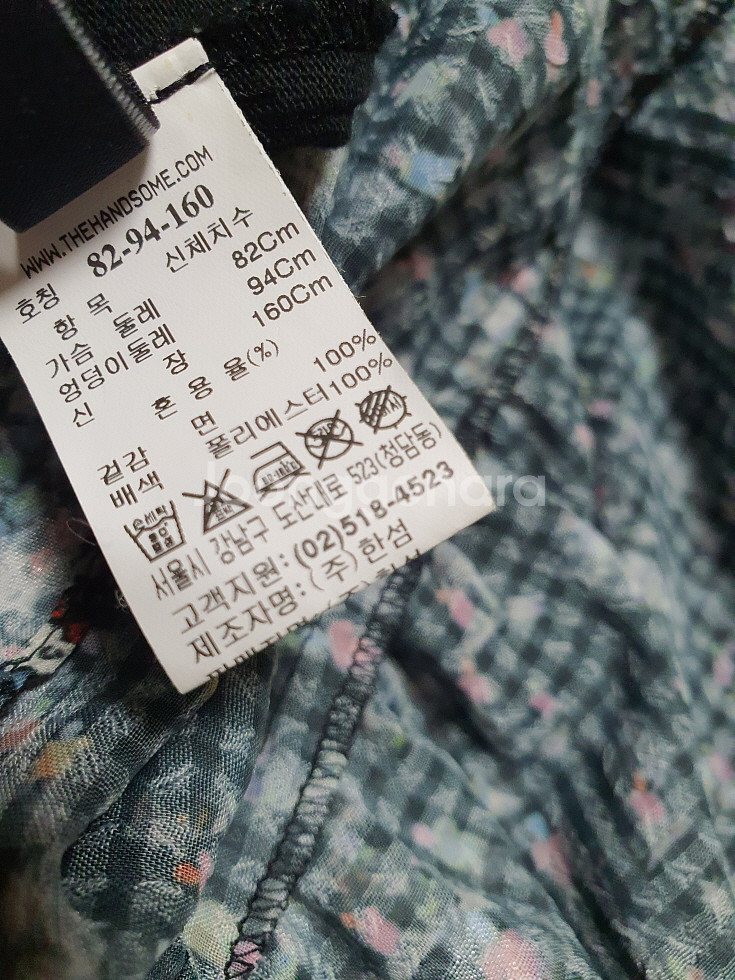 WWW.THEHANDSOME.COM
호칭 82-94-160
항 목 신체치수
가슴 둘레 82Cm
엉덩이둘레 94Cm
신 장 160Cm
혼 용 율(%)
겉감 면 100%
배색 폴리에스터100%
서울시 강남구 도산대로 523(청담동)
고객지원: (02)518-4523
제조자명: (주)한섬